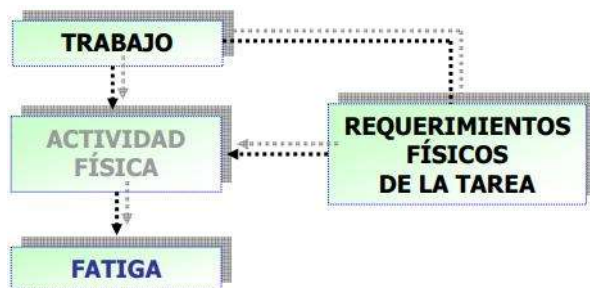 TRABAJO
ACTIVIDAD
FÍSICA
REQUERIMIENTOS
FÍSICOS
DE LA TAREA
FATIGA